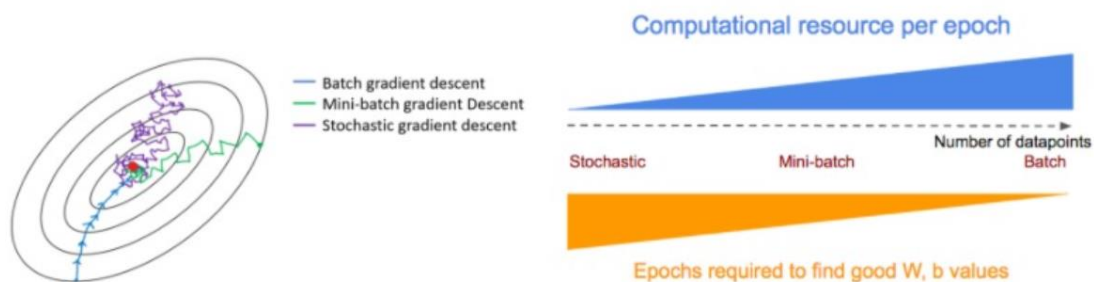 Batch gradient descent
Mini-batch gradient Descent
Stochastic gradient descent
Computational resource per epoch
Number of datapoints
Stochastic
Mini-batch
Batch
Epochs required to find good W, b values